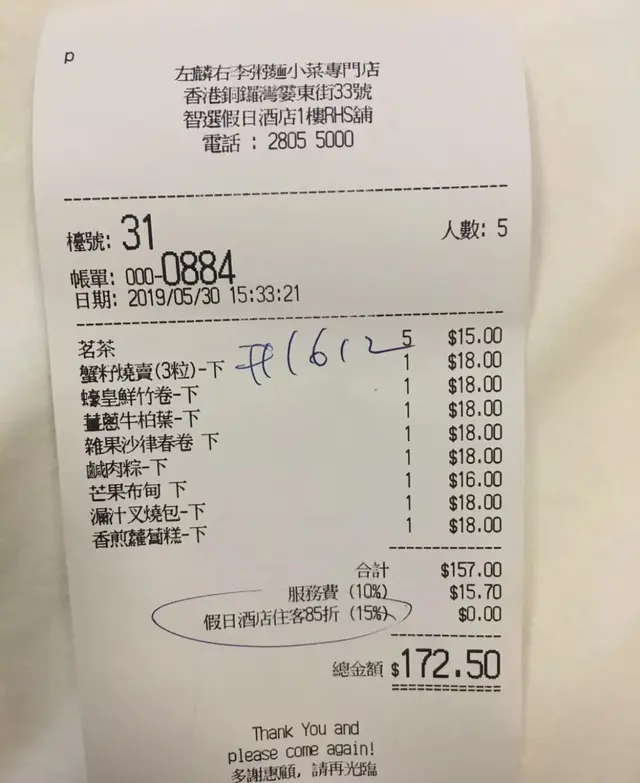 p
左麟右李粥麵小菜專門店
香港銅鑼灣霎東街33號
智選假日酒店1樓RHS舖
電話 : 2805 5000
檯號: 31 人數: 5
帳單: 000-0884
日期: 2019/05/30 15:33:21
茗茶 5 $15.00
#1612
蟹籽燒賣(3粒)-下 1 $18.00
蠔皇鮮竹卷-下 1 $18.00
薑蔥牛柏葉-下 1 $18.00
雜果沙律春卷 下 1 $18.00
鹹肉粽-下 1 $18.00
芒果布甸 下 1 $16.00
漏汁叉燒包-下 1 $18.00
香煎蘿蔔糕-下 1 $18.00
合計 $157.00
服務費 (10%) $15.70
假日酒店住客85折 (15%) $0.00
總金額 $172.50
Thank You and
please come again!
多謝惠顧, 請再光臨